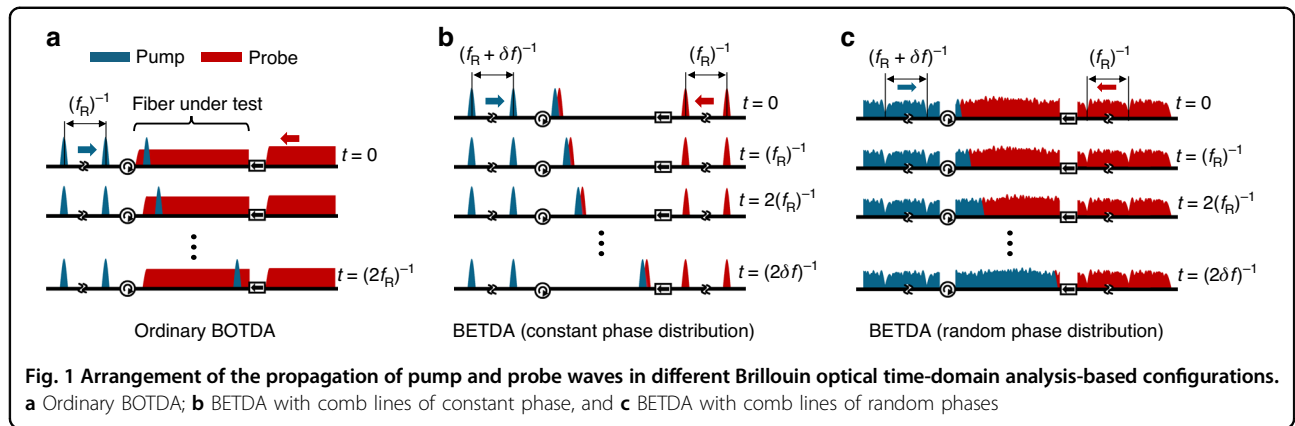 a
Pump Probe
(fR)⁻¹
Fiber under test
t = 0
t = (2fR)⁻¹
Ordinary BOTDA
b
(fR + δf)⁻¹
(fR)⁻¹
t = 0
t = (fR)⁻¹
t = 2(fR)⁻¹
t = (2δf)⁻¹
BETDA (constant phase distribution)
c
(fR + δf)⁻¹
(fR)⁻¹
t = 0
t = (fR)⁻¹
t = 2(fR)⁻¹
t = (2δf)⁻¹
BETDA (random phase distribution)
Fig. 1 Arrangement of the propagation of pump and probe waves in different Brillouin optical time-domain analysis-based configurations.
a Ordinary BOTDA; b BETDA with comb lines of constant phase, and c BETDA with comb lines of random phases